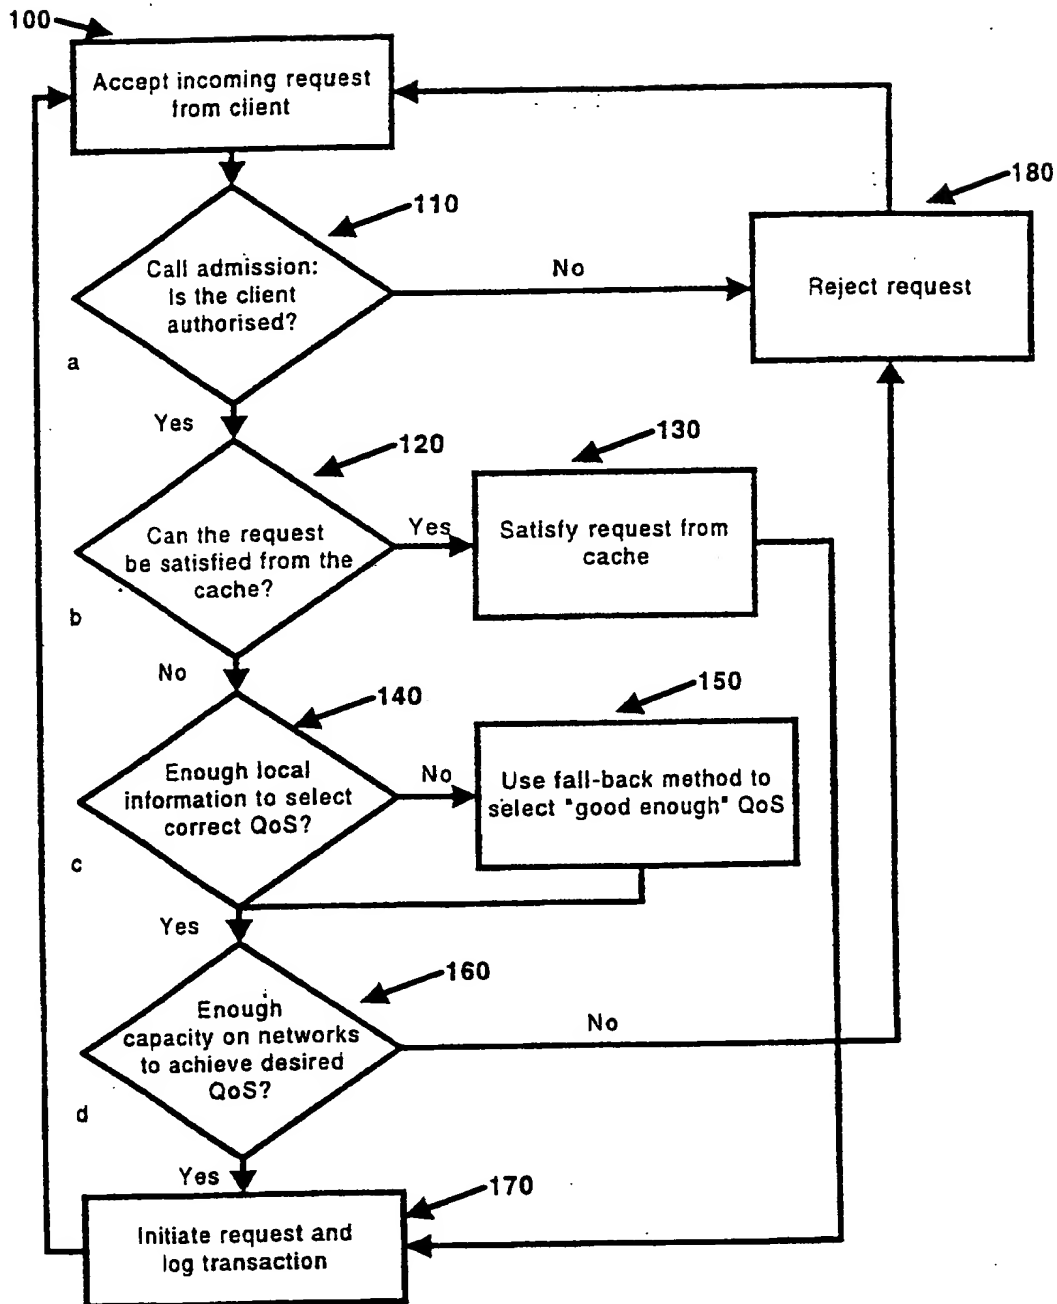 100
Accept incoming request
from client
110
180
Call admission:
Is the client
authorised?
No
Reject request
a
Yes
120
130
Can the request
be satisfied from the
cache?
Yes
Satisfy request from
cache
b
No
140
150
Enough local
information to select
correct QoS?
No
Use fall-back method to
select "good enough" QoS
c
Yes
160
Enough
capacity on networks
to achieve desired
QoS?
No
d
Yes
170
Initiate request and
log transaction